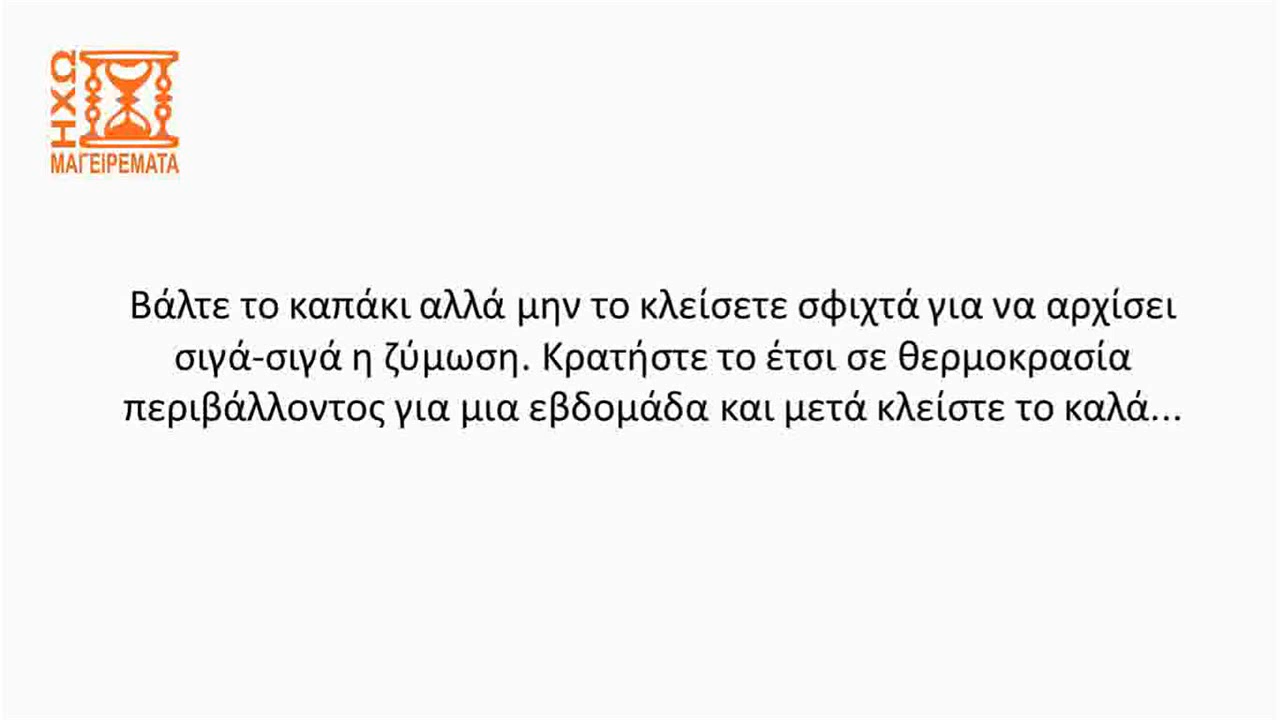 ΗΧΩ
ΜΑΓΕΙΡΕΜΑΤΑ
Βάλτε το καπάκι αλλά μην το κλείσετε σφιχτά για να αρχίσει
σιγά-σιγά η ζύμωση. Κρατήστε το έτσι σε θερμοκρασία
περιβάλλοντος για μια εβδομάδα και μετά κλείστε το καλά...